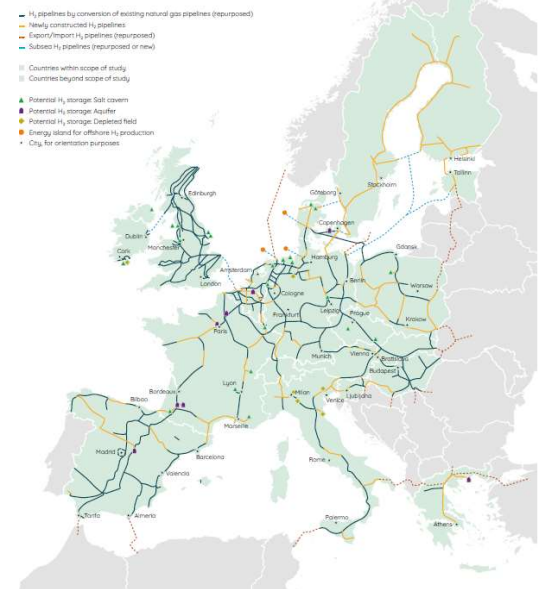 H₂ pipelines by conversion of existing natural gas pipelines (repurposed)
Newly constructed H₂ pipelines
Export/Import H₂ pipelines (repurposed)
Subsea H₂ pipelines (repurposed or new)
Countries within scope of study
Countries beyond scope of study
Potential H₂ storage: Salt cavern
Potential H₂ storage: Aquifer
Potential H₂ storage: Depleted field
Energy island for offshore H₂ production
City, for orientation purposes
Helsinki
Tallinn
Stockholm
Edinburgh
Göteborg
Copenhagen
Dublin
Manchester
Cork
Gdańsk
Hamburg
Amsterdam
London
Berlin
Warsaw
Cologne
Leipzig
Frankfurt
Prague
Krakow
Paris
Munich
Vienna
Bratislava
Budapest
Lyon
Milan
Venice
Ljubljana
Bordeaux
Bilbao
Marseille
Madrid
Barcelona
Valencia
Rome
Tarifa
Almeria
Palermo
Athens